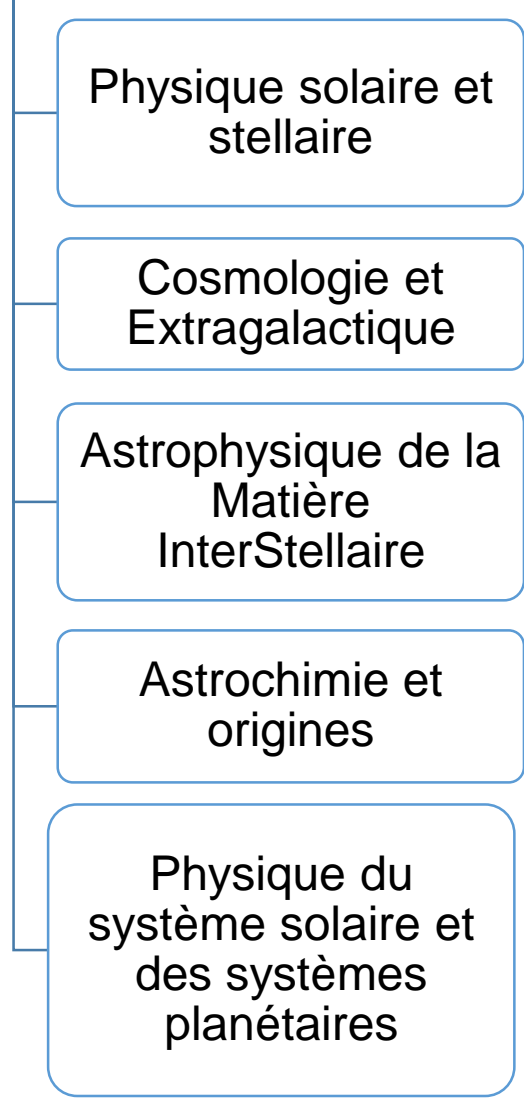 Physique solaire et
stellaire
Cosmologie et
Extragalactique
Astrophysique de la
Matière
InterStellaire
Astrochimie et
origines
Physique du
système solaire et
des systèmes
planétaires